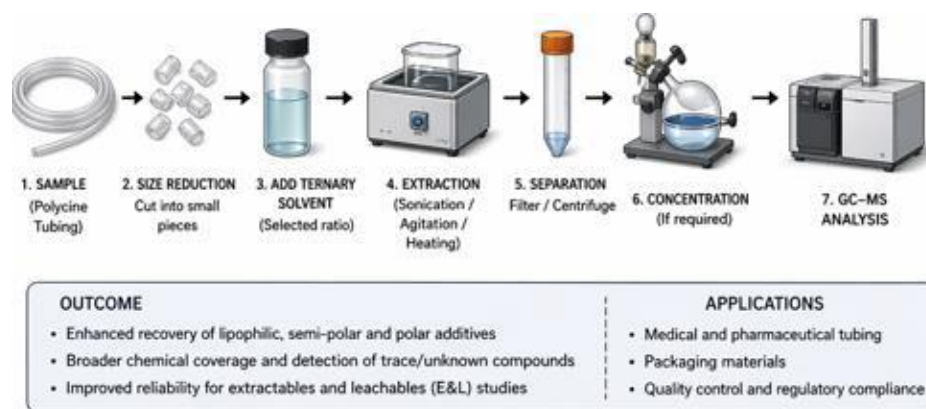 1. SAMPLE
(Polycine
Tubing)
2. SIZE REDUCTION
Cut into small
pieces
3. ADD TERNARY
SOLVENT
(Selected ratio)
4. EXTRACTION
(Sonication /
Agitation /
Heating)
5. SEPARATION
Filter / Centrifuge
6. CONCENTRATION
(If required)
7. GC–MS
ANALYSIS
OUTCOME
• Enhanced recovery of lipophilic, semi-polar and polar additives
• Broader chemical coverage and detection of trace/unknown compounds
• Improved reliability for extractables and leachables (E&L) studies
APPLICATIONS
• Medical and pharmaceutical tubing
• Packaging materials
• Quality control and regulatory compliance